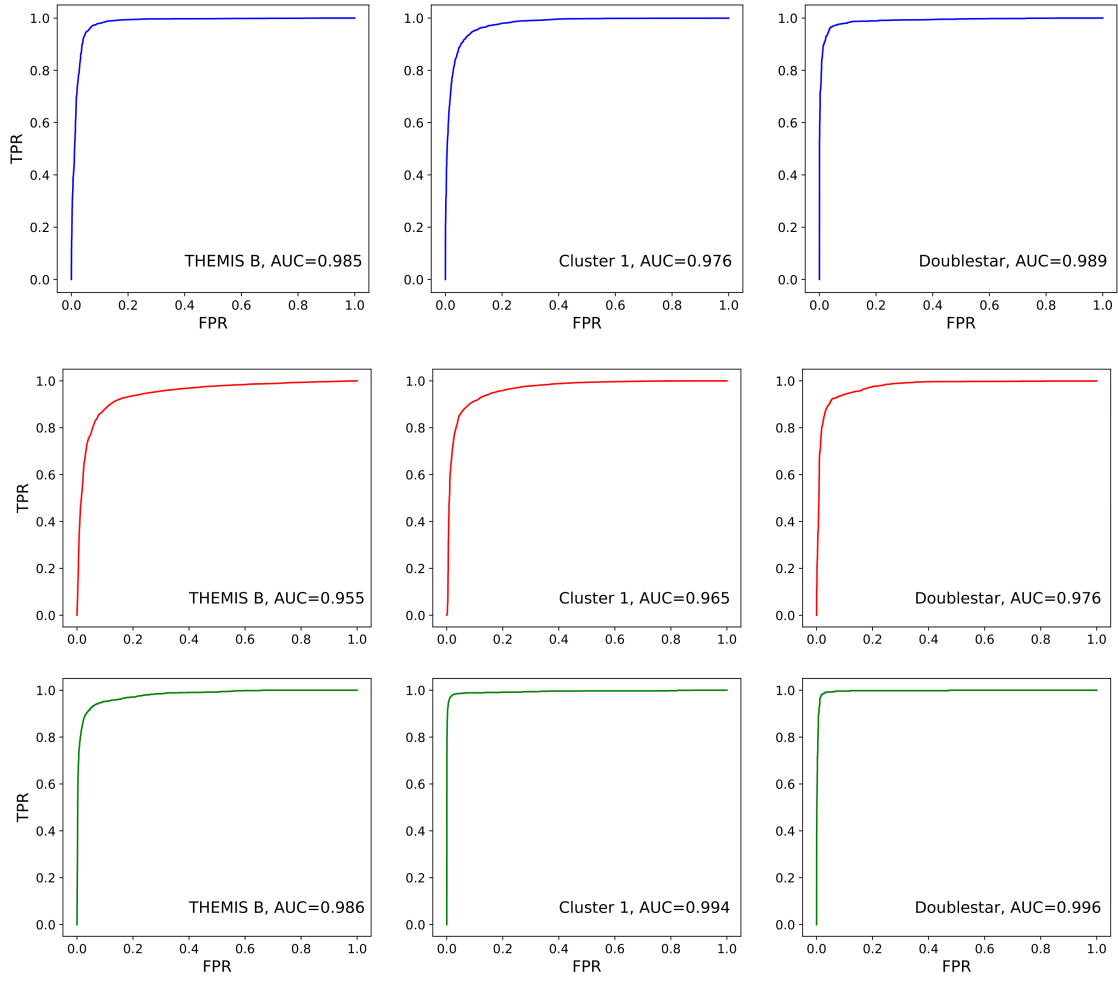 1.0
0.8
0.6
0.4
0.2
0.0
TPR
THEMIS B, AUC=0.985
0.0 0.2 0.4 0.6 0.8 1.0
FPR
1.0
0.8
0.6
0.4
0.2
0.0
Cluster 1, AUC=0.976
0.0 0.2 0.4 0.6 0.8 1.0
FPR
1.0
0.8
0.6
0.4
0.2
0.0
Doublestar, AUC=0.989
0.0 0.2 0.4 0.6 0.8 1.0
FPR
1.0
0.8
0.6
0.4
0.2
0.0
TPR
THEMIS B, AUC=0.955
0.0 0.2 0.4 0.6 0.8 1.0
1.0
0.8
0.6
0.4
0.2
0.0
Cluster 1, AUC=0.965
0.0 0.2 0.4 0.6 0.8 1.0
1.0
0.8
0.6
0.4
0.2
0.0
Doublestar, AUC=0.976
0.0 0.2 0.4 0.6 0.8 1.0
1.0
0.8
0.6
0.4
0.2
0.0
TPR
THEMIS B, AUC=0.986
0.0 0.2 0.4 0.6 0.8 1.0
FPR
1.0
0.8
0.6
0.4
0.2
0.0
Cluster 1, AUC=0.994
0.0 0.2 0.4 0.6 0.8 1.0
FPR
1.0
0.8
0.6
0.4
0.2
0.0
Doublestar, AUC=0.996
0.0 0.2 0.4 0.6 0.8 1.0
FPR